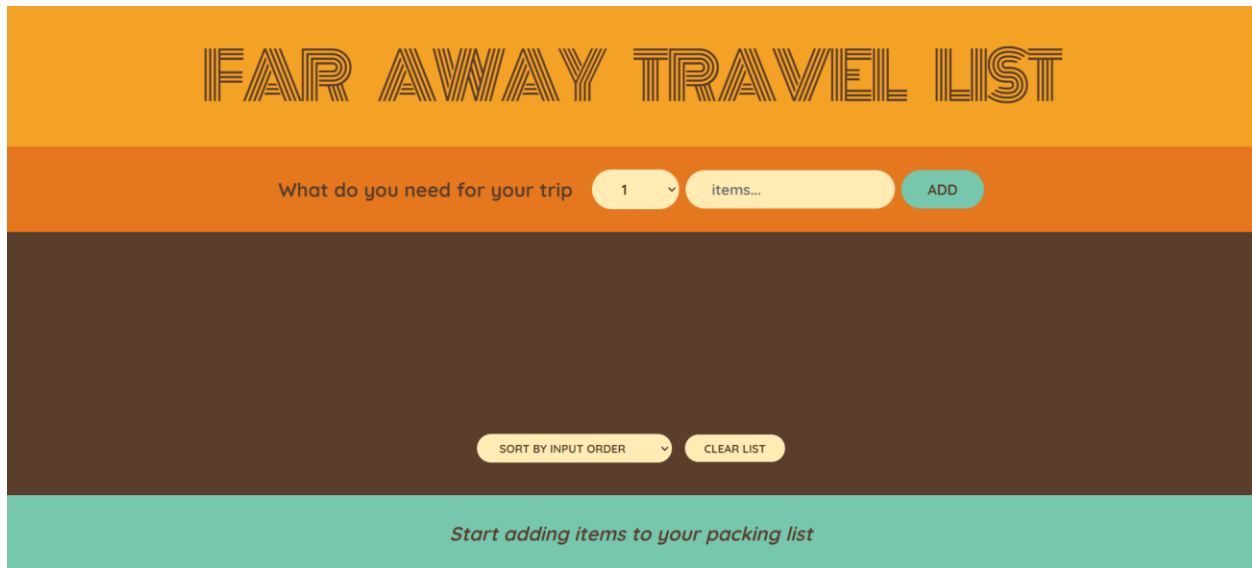 FAR AWAY TRAVEL LIST
What do you need for your trip 1 items... ADD
SORT BY INPUT ORDER CLEAR LIST
Start adding items to your packing list